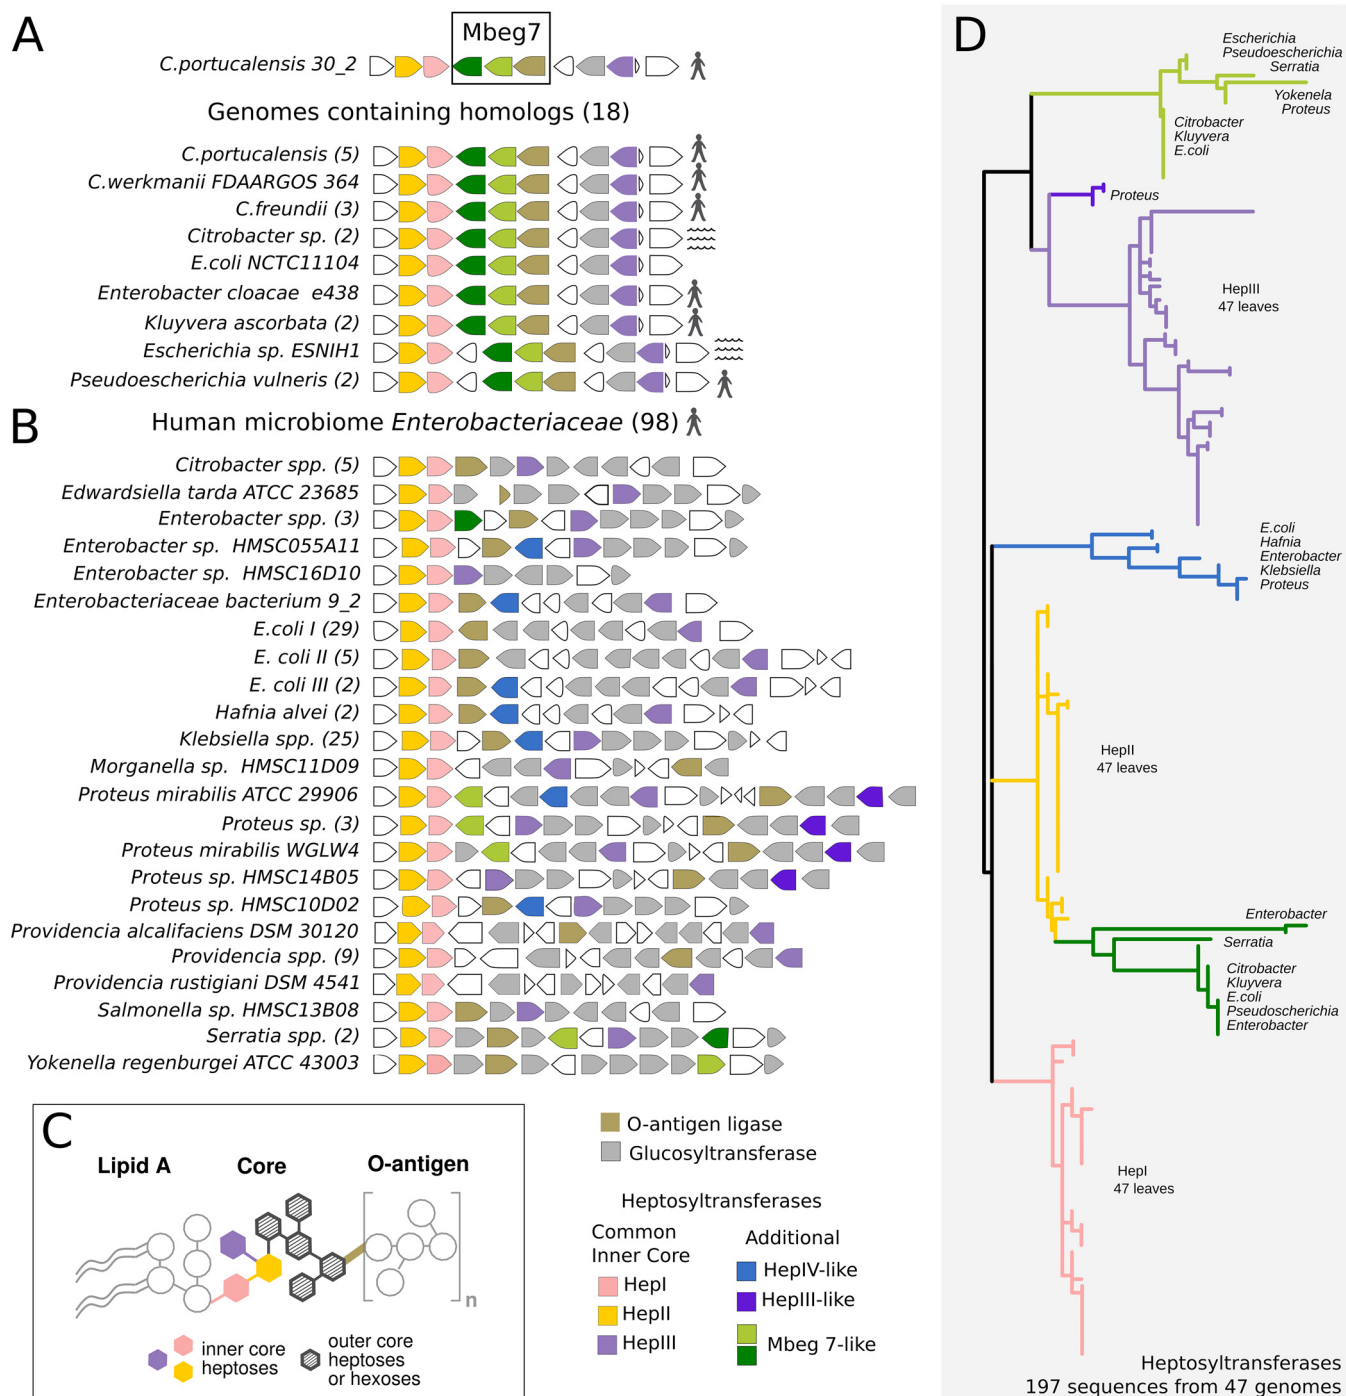 A
Mbeg7
C.portucalensis 30_2
Genomes containing homologs (18)
C.portucalensis (5)
C.werkmanii FDAARGOS 364
C.freundii (3)
Citrobacter sp. (2)
E.coli NCTC11104
Enterobacter cloacae e438
Kluyvera ascorbata (2)
Escherichia sp. ESNIH1
Pseudoescherichia vulneris (2)
B
Human microbiome Enterobacteriaceae (98)
Citrobacter spp. (5)
Edwardsiella tarda ATCC 23685
Enterobacter spp. (3)
Enterobacter sp. HMSC055A11
Enterobacter sp. HMSC16D10
Enterobacteriaceae bacterium 9_2
E.coli I (29)
E. coli II (5)
E. coli III (2)
Hafnia alvei (2)
Klebsiella spp. (25)
Morganella sp. HMSC11D09
Proteus mirabilis ATCC 29906
Proteus sp. (3)
Proteus mirabilis WGLW4
Proteus sp. HMSC14B05
Proteus sp. HMSC10D02
Providencia alcalifaciens DSM 30120
Providencia spp. (9)
Providencia rustigiani DSM 4541
Salmonella sp. HMSC13B08
Serratia spp. (2)
Yokenella regenburgei ATCC 43003
C
Lipid A
Core
O-antigen
n
inner core
heptoses
outer core
heptoses
or hexoses
O-antigen ligase
Glucosyltransferase
Heptosyltransferases
Common
Inner Core
HepI
HepII
HepIII
Additional
HepIV-like
HepIII-like
Mbeg 7-like
D
Escherichia
Pseudoescherichia
Serratia
Yokenela
Proteus
Citrobacter
Kluyvera
E.coli
Proteus
HepIII
47 leaves
E.coli
Hafnia
Enterobacter
Klebsiella
Proteus
HepII
47 leaves
Enterobacter
Serratia
Citrobacter
Kluyvera
E.coli
Pseudoscherichia
Enterobacter
HepI
47 leaves
Heptosyltransferases
197 sequences from 47 genomes